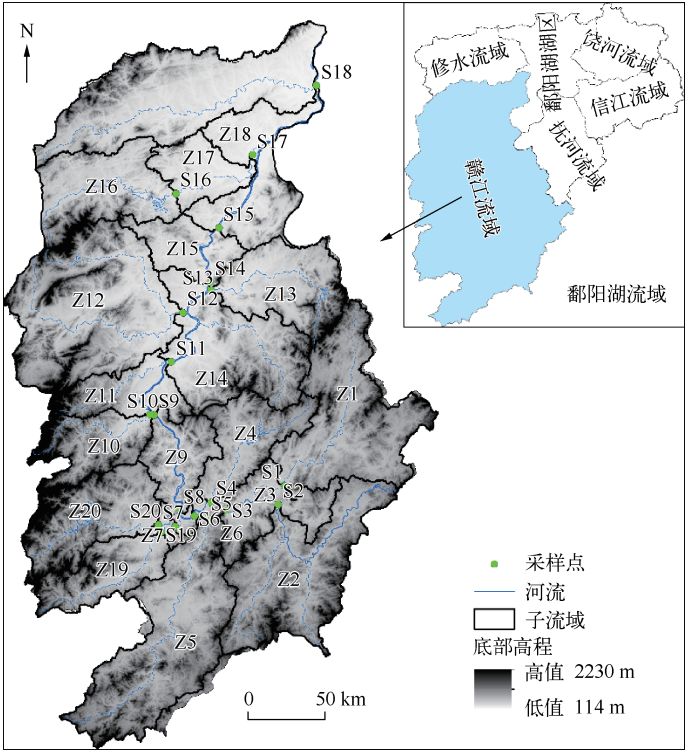 N
S18
Z18
S17
Z17
S16
Z16
S15
Z15
S14
S13
Z12
Z13
S12
S11
Z14
Z11
Z1
S10
S9
Z4
Z10
Z9
S1
S4
S2
S8
Z3
S5
Z20
S20
S7
S3
S6
Z7
S19
Z6
Z19
Z2
Z5
修水流域
鄱阳湖湖区
饶河流域
信江流域
抚河流域
赣江流域
鄱阳湖流域
采样点
河流
子流域
底部高程
高值 2230 m
低值 114 m
0 50 km